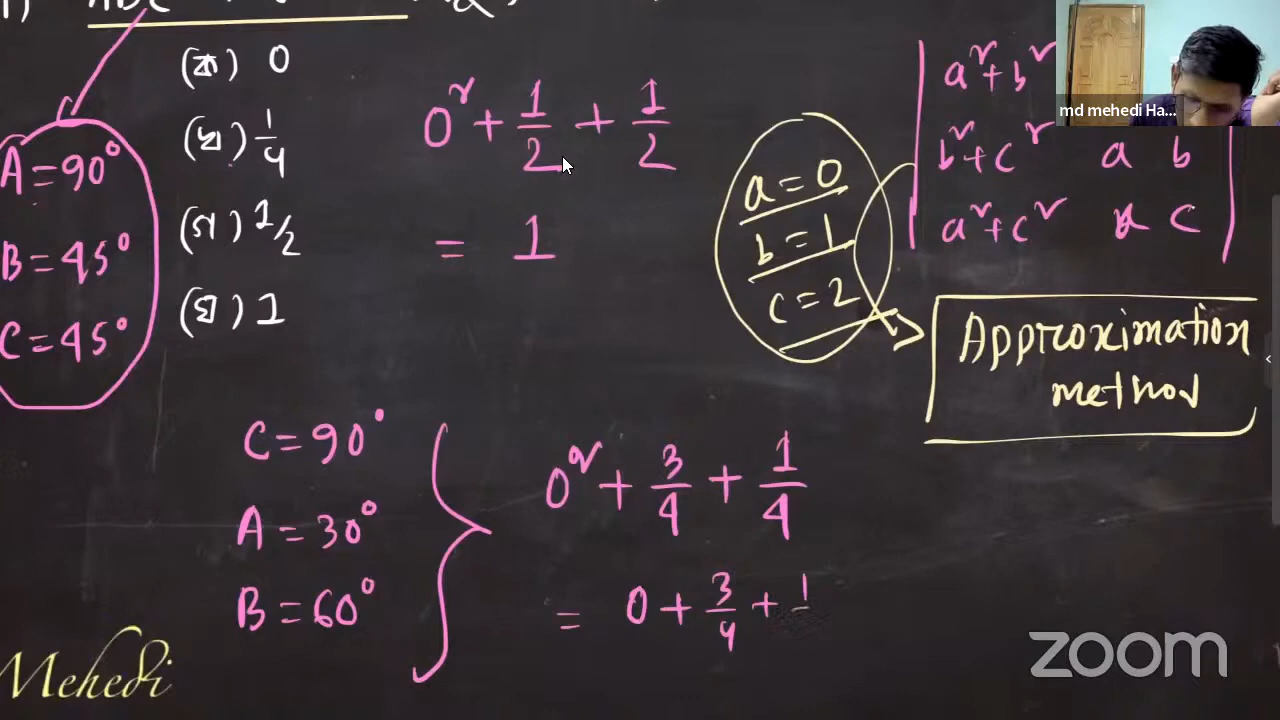 (ক) 0
(খ) 1/4
(গ) 1/2
(ঘ) 1
A = 90°
B = 45°
C = 45°
0² + 1/2 + 1/2
= 1
a = 0
b = 1
c = 2
a² + b²
b² + c² a b
a² + c² c
md mehedi Ha...
Approximation
method
C = 90°
A = 30°
B = 60°
0² + 3/4 + 1/4
= 0 + 3/4 + 1
Mehedi
zoom